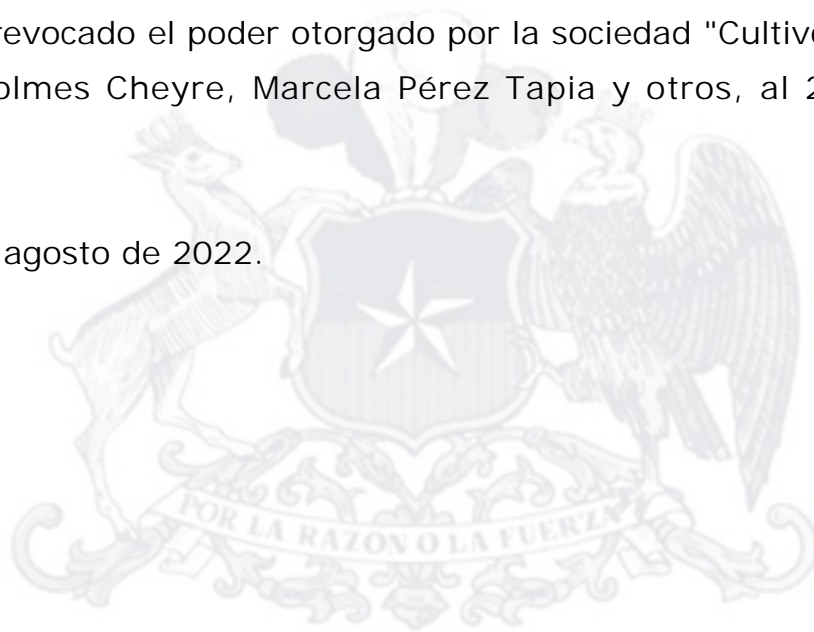 revocado el poder otorgado por la sociedad "Cultivo
olmes Cheyre, Marcela Pérez Tapia y otros, al 2
agosto de 2022.
POR LA RAZON O LA FUERZA